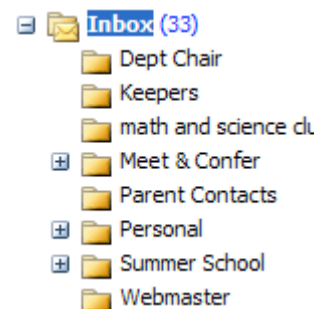 Inbox (33)
Dept Chair
Keepers
math and science clu
Meet & Confer
Parent Contacts
Personal
Summer School
Webmaster